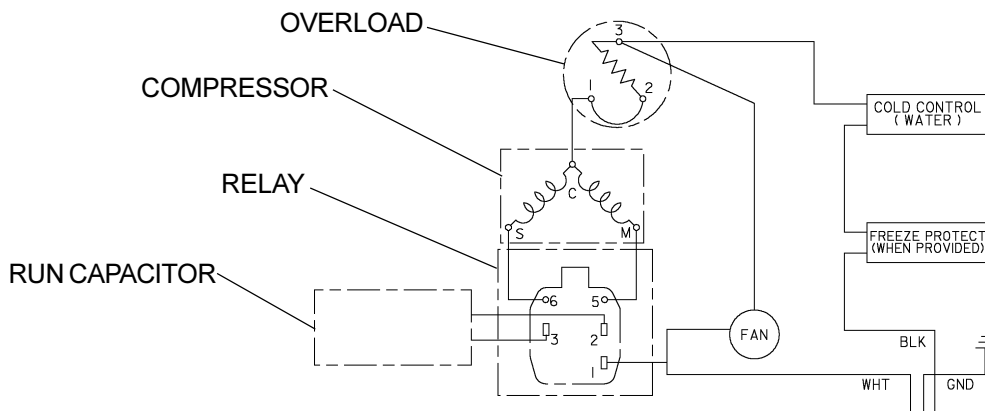 OVERLOAD
3
1
2
COMPRESSOR
COLD CONTROL
( WATER )
C
RELAY
S
M
FREEZE PROTECT
(WHEN PROVIDED)
RUN CAPACITOR
6
5
3
2
FAN
1
BLK
WHT
GND